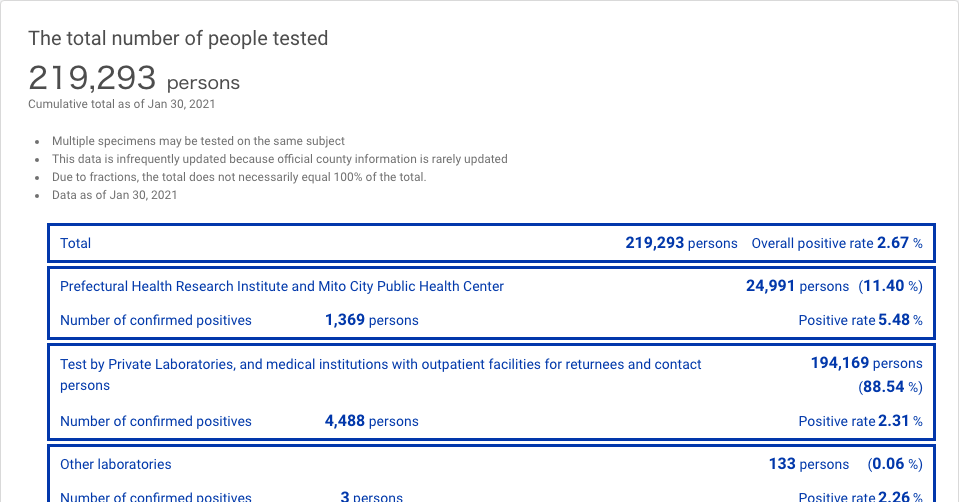 The total number of people tested
219,293 persons
Cumulative total as of Jan 30, 2021
• Multiple specimens may be tested on the same subject
• This data is infrequently updated because official county information is rarely updated
• Due to fractions, the total does not necessarily equal 100% of the total.
• Data as of Jan 30, 2021
Total 219,293 persons Overall positive rate 2.67 %
Prefectural Health Research Institute and Mito City Public Health Center 24,991 persons (11.40 %)
Number of confirmed positives 1,369 persons Positive rate 5.48 %
Test by Private Laboratories, and medical institutions with outpatient facilities for returnees and contact 194,169 persons
persons (88.54 %)
Number of confirmed positives 4,488 persons Positive rate 2.31 %
Other laboratories 133 persons (0.06 %)
Number of confirmed positives 3 persons Positive rate 2.26 %